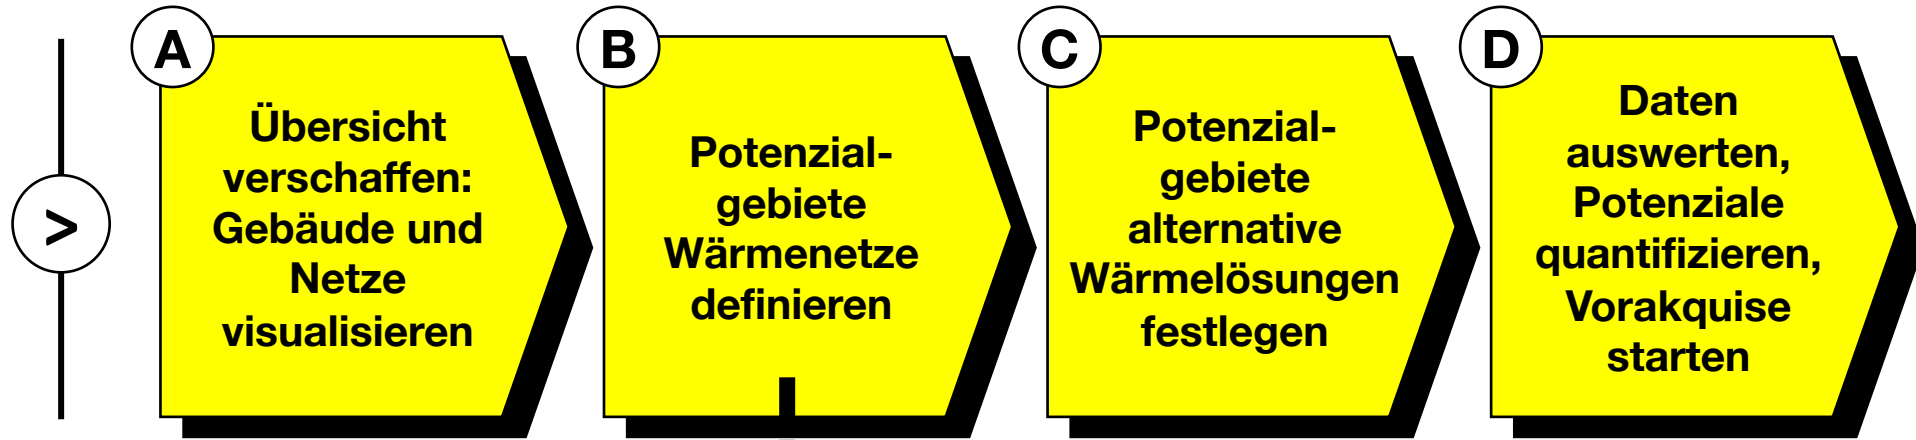 >
A
Übersicht
verschaffen:
Gebäude und
Netze
visualisieren
B
Potenzial-
gebiete
Wärmenetze
definieren
C
Potenzial-
gebiete
alternative
Wärmelösungen
festlegen
D
Daten
auswerten,
Potenziale
quantifizieren,
Vorakquise
starten